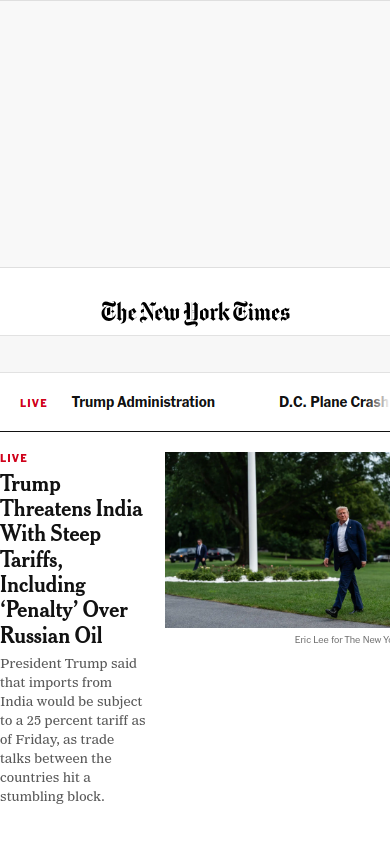 The New York Times
LIVE Trump Administration D.C. Plane Crash
LIVE
Trump
Threatens India
With Steep
Tariffs,
Including
‘Penalty’ Over
Russian Oil
President Trump said
that imports from
India would be subject
to a 25 percent tariff as
of Friday, as trade
talks between the
countries hit a
stumbling block.
Eric Lee for The New Yo